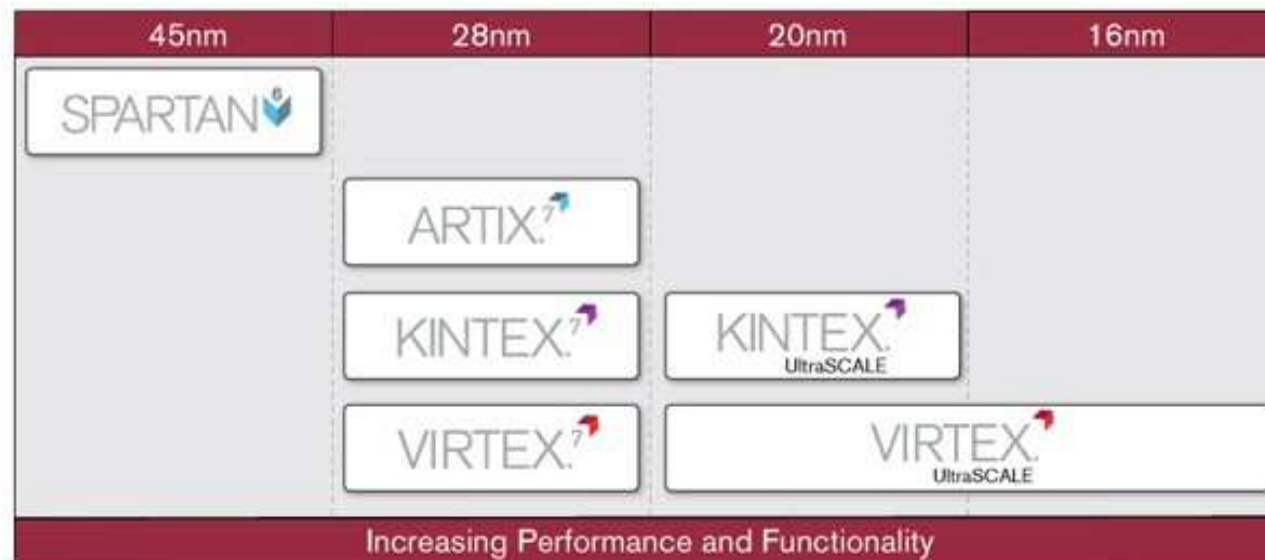 45nm 28nm 20nm 16nm
SPARTAN 6
ARTIX. 7
KINTEX. 7 KINTEX. UltraSCALE
VIRTEX. 7 VIRTEX. UltraSCALE
Increasing Performance and Functionality